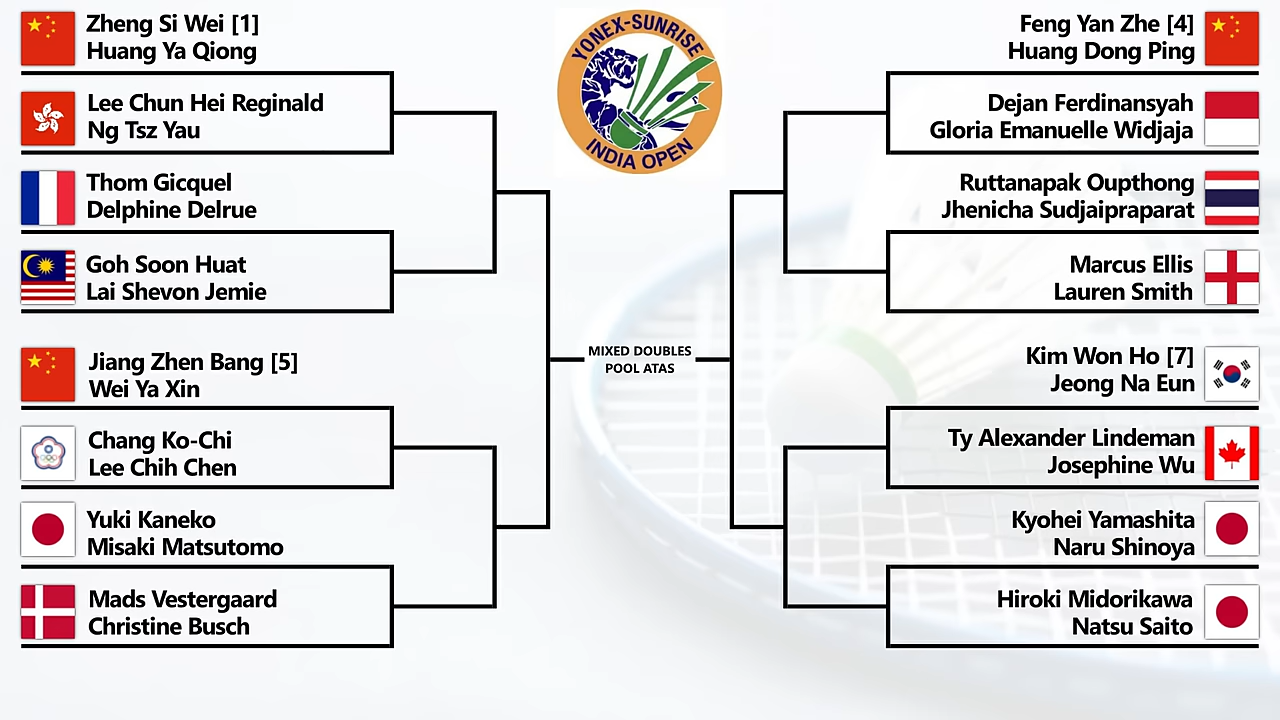 Zheng Si Wei [1]
Huang Ya Qiong
Lee Chun Hei Reginald
Ng Tsz Yau
Thom Gicquel
Delphine Delrue
Goh Soon Huat
Lai Shevon Jemie
Jiang Zhen Bang [5]
Wei Ya Xin
Chang Ko-Chi
Lee Chih Chen
Yuki Kaneko
Misaki Matsutomo
Mads Vestergaard
Christine Busch
YONEX-SUNRISE
INDIA OPEN
MIXED DOUBLES
POOL ATAS
Feng Yan Zhe [4]
Huang Dong Ping
Dejan Ferdinansyah
Gloria Emanuelle Widjaja
Ruttanapak Oupthong
Jhenicha Sudjaipraparat
Marcus Ellis
Lauren Smith
Kim Won Ho [7]
Jeong Na Eun
Ty Alexander Lindeman
Josephine Wu
Kyohei Yamashita
Naru Shinoya
Hiroki Midorikawa
Natsu Saito